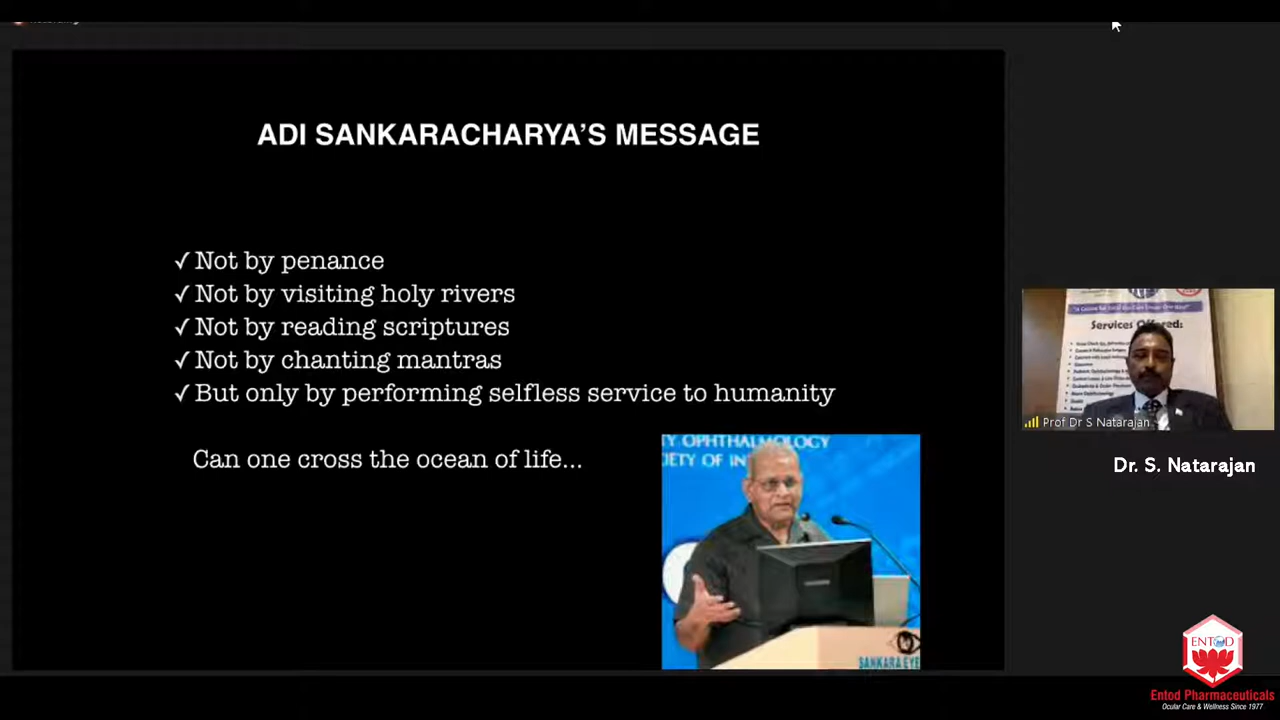 ADI SANKARACHARYA'S MESSAGE
✓ Not by penance
✓ Not by visiting holy rivers
✓ Not by reading scriptures
✓ Not by chanting mantras
✓ But only by performing selfless service to humanity
Can one cross the ocean of life...
TY OPHTHALMOLOGY
SANKARA EYE
Services Offered:
Prof Dr S Natarajan
Dr. S. Natarajan
ENTOD
Entod Pharmaceuticals
Ocular Care & Wellness Since 1977